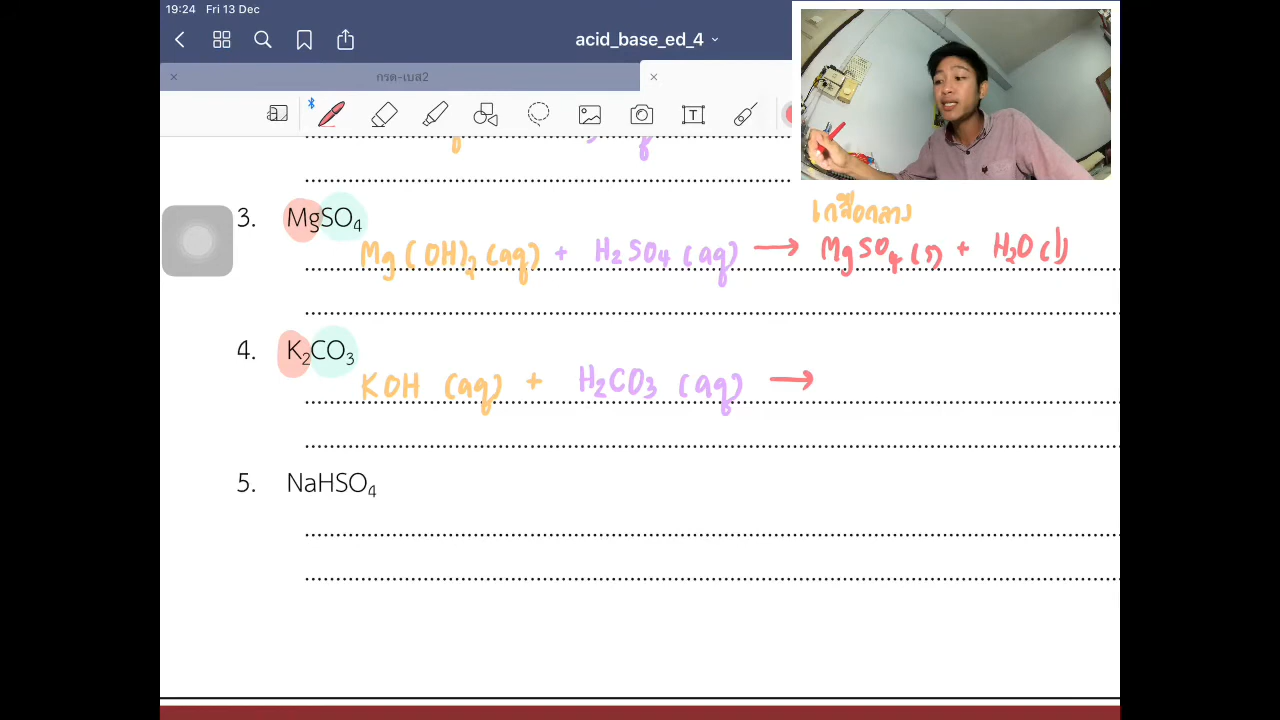 19:24 Fri 13 Dec
acid_base_ed_4
กรด-เบส2
T
3. MgSO4
เกลือกลาง
Mg(OH)2 (aq) + H2SO4 (aq) → MgSO4 (s) + H2O (l)
4. K2CO3
KOH (aq) + H2CO3 (aq) →
5. NaHSO4